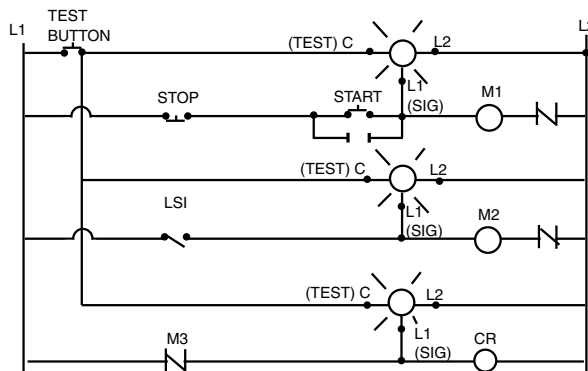 TEST
BUTTON
L1
L2
(TEST) C
L2
STOP
START
L1
(SIG)
M1
(TEST) C
L2
LSI
L1
(SIG)
M2
(TEST) C
L2
M3
L1
(SIG)
CR